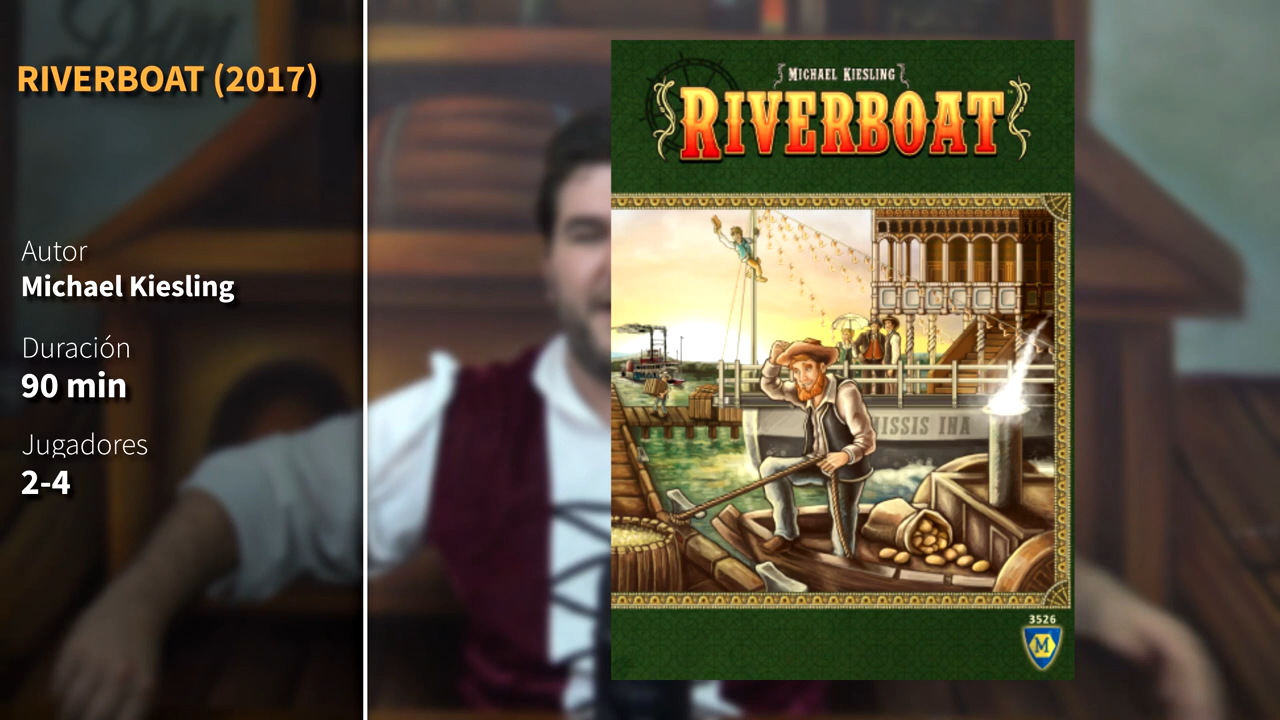 RIVERBOAT (2017)
Autor
Michael Kiesling
Duración
90 min
Jugadores
2-4
MICHAEL KIESLING
RIVERBOAT
ISSIS INA
3526
M